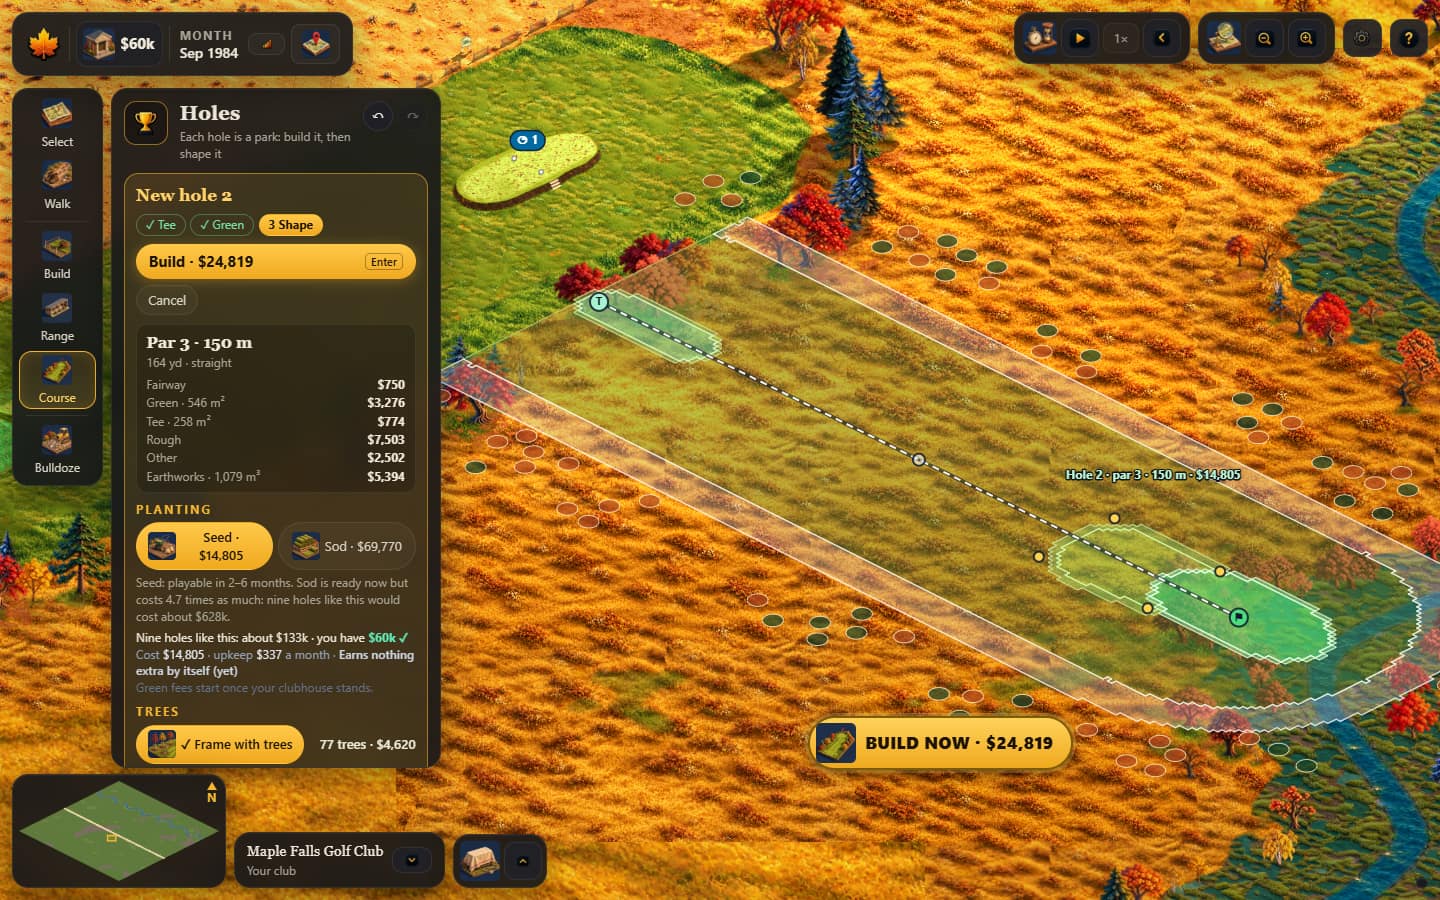 $60k
MONTH
Sep 1984
1×
?
Select
Walk
Build
Range
Course
Bulldoze
Holes
Each hole is a park: build it, then
shape it
New hole 2
✓ Tee
✓ Green
3 Shape
Build · $24,819
Enter
Cancel
Par 3 · 150 m
164 yd · straight
Fairway $750
Green · 546 m² $3,276
Tee · 258 m² $774
Rough $7,503
Other $2,502
Earthworks · 1,079 m³ $5,394
PLANTING
Seed ·
$14,805
Sod · $69,770
Seed: playable in 2–6 months. Sod is ready now but
costs 4.7 times as much: nine holes like this would
cost about $628k.
Nine holes like this: about $133k · you have $60k ✓
Cost $14,805 · upkeep $337 a month · Earns nothing
extra by itself (yet)
Green fees start once your clubhouse stands.
TREES
✓ Frame with trees
77 trees · $4,620
1
T
Hole 2 · par 3 · 150 m · $14,805
BUILD NOW · $24,819
N
Maple Falls Golf Club
Your club